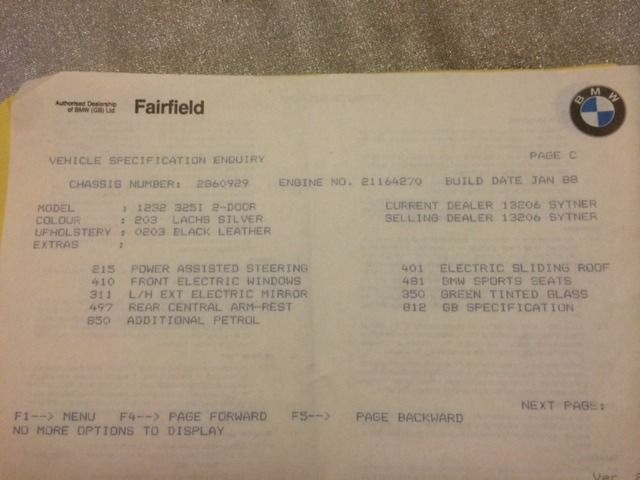 Authorised Dealership
of BMW (GB) Ltd.
Fairfield
BMW
VEHICLE SPECIFICATION ENQUIRY PAGE C
CHASSIS NUMBER: 2860929 ENGINE NO. 21164270 BUILD DATE JAN 88
MODEL : 1232 325I 2-DOOR CURRENT DEALER 13206 SYTNER
COLOUR : 203 LACHS SILVER SELLING DEALER 13206 SYTNER
UPHOLSTERY : 0203 BLACK LEATHER
EXTRAS :
215 POWER ASSISTED STEERING 401 ELECTRIC SLIDING ROOF
410 FRONT ELECTRIC WINDOWS 481 BMW SPORTS SEATS
311 L/H EXT ELECTRIC MIRROR 350 GREEN TINTED GLASS
497 REAR CENTRAL ARM-REST 812 GB SPECIFICATION
850 ADDITIONAL PETROL
NEXT PAGE:
F1--> MENU F4--> PAGE FORWARD F5--> PAGE BACKWARD
NO MORE OPTIONS TO DISPLAY
Ver